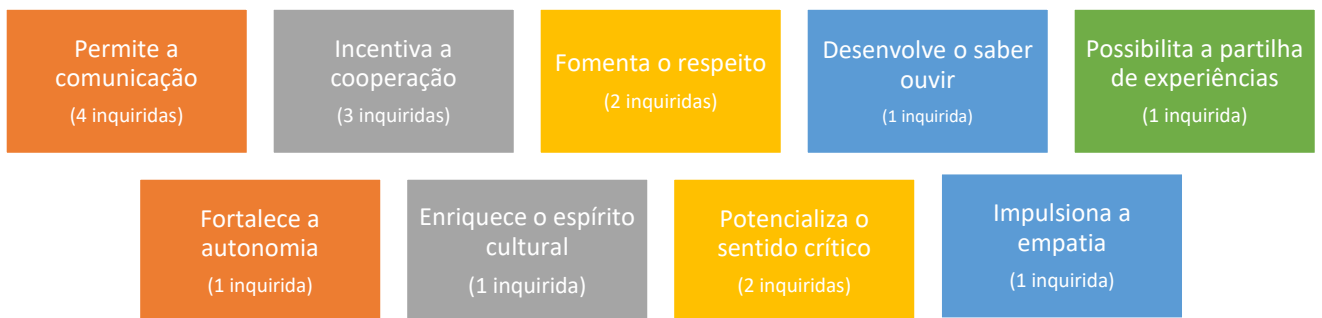 Permite a
comunicação
(4 inquiridas)
Incentiva a
cooperação
(3 inquiridas)
Fomenta o respeito
(2 inquiridas)
Desenvolve o saber
ouvir
(1 inquirida)
Possibilita a partilha
de experiências
(1 inquirida)
Fortalece a
autonomia
(1 inquirida)
Enriquece o espírito
cultural
(1 inquirida)
Potencializa o
sentido crítico
(2 inquiridas)
Impulsiona a
empatia
(1 inquirida)